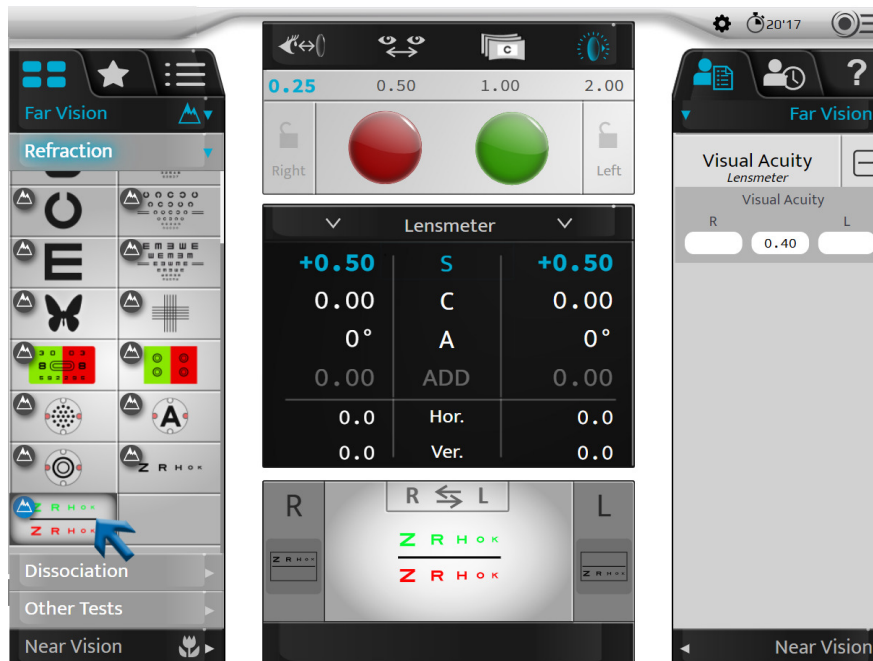 20'17
Far Vision
Refraction
Z R H O K
Z R H O K
Z R H O K
Dissociation
Other Tests
Near Vision
C
0.25 0.50 1.00 2.00
Right Left
Lensmeter
+0.50 S +0.50
0.00 C 0.00
0° A 0°
0.00 ADD 0.00
0.0 Hor. 0.0
0.0 Ver. 0.0
R R L L
Z R H O K
Z R H O K
?
Far Vision
Visual Acuity
Lensmeter
Visual Acuity
R L
0.40
Near Vision